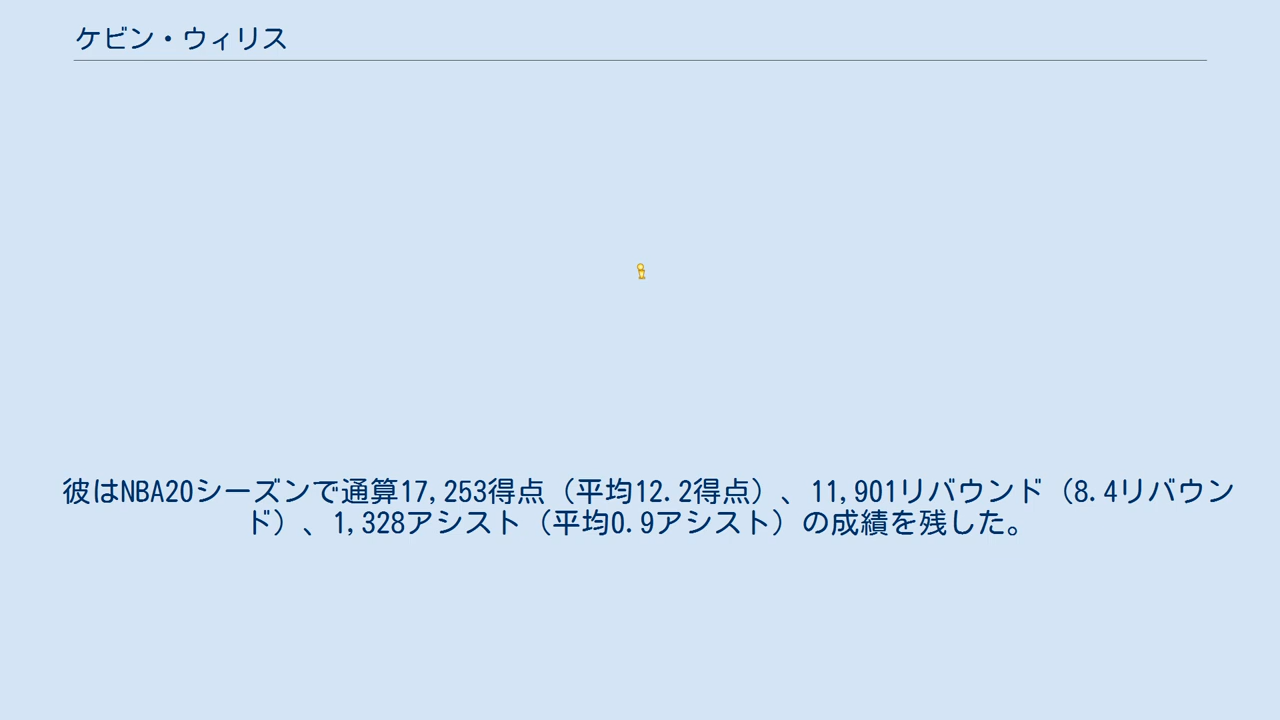 ケビン・ウィリス
彼はNBA20シーズンで通算17,253得点（平均12.2得点）、11,901リバウンド（8.4リバウン
ド）、1,328アシスト（平均0.9アシスト）の成績を残した。